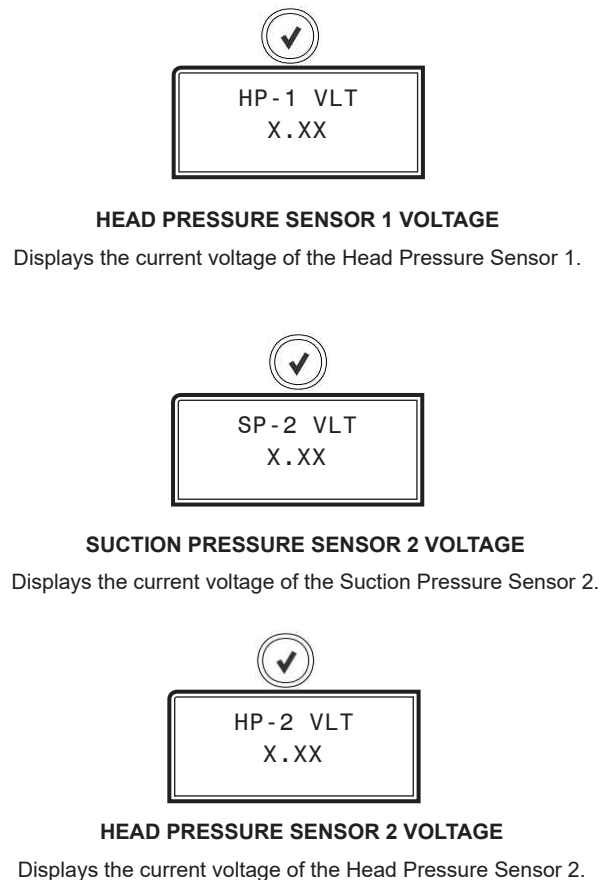 HP-1 VLT
X.XX
HEAD PRESSURE SENSOR 1 VOLTAGE
Displays the current voltage of the Head Pressure Sensor 1.
SP-2 VLT
X.XX
SUCTION PRESSURE SENSOR 2 VOLTAGE
Displays the current voltage of the Suction Pressure Sensor 2.
HP-2 VLT
X.XX
HEAD PRESSURE SENSOR 2 VOLTAGE
Displays the current voltage of the Head Pressure Sensor 2.